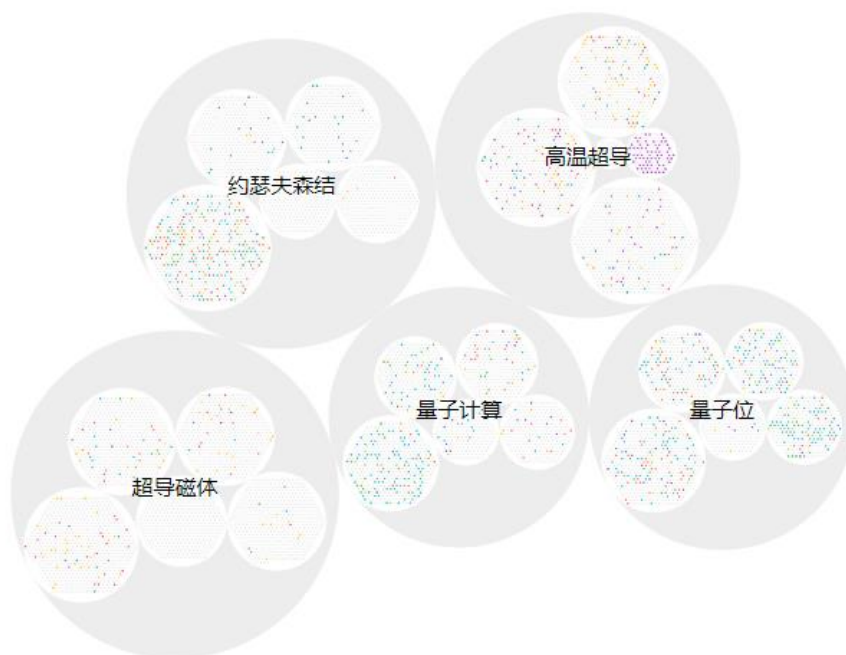 高温超导
约瑟夫森结
量子计算
量子位
超导磁体